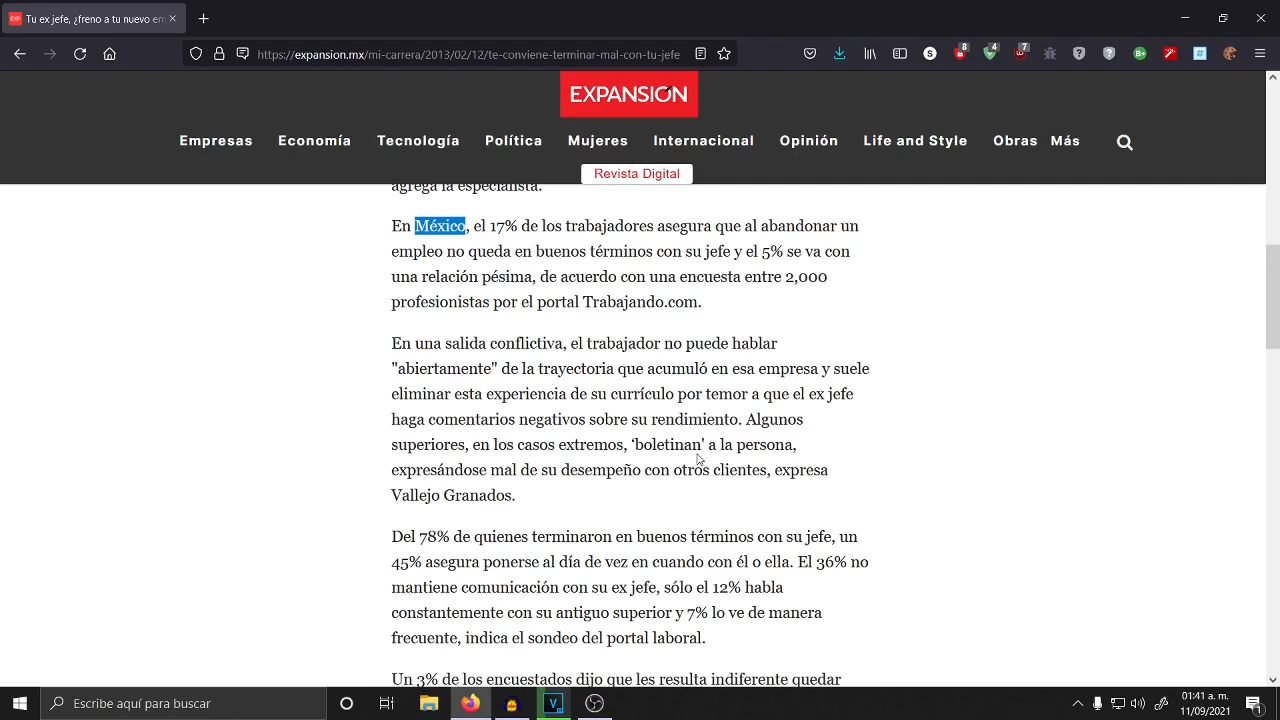 Tu ex jefe, ¿freno a tu nuevo em
https://expansion.mx/mi-carrera/2013/02/12/te-conviene-terminar-mal-con-tu-jefe
8
4
7
EXPANSIÓN
Empresas Economía Tecnología Política Mujeres Internacional Opinión Life and Style Obras Más
Revista Digital
agrega la especialista.
En México, el 17% de los trabajadores asegura que al abandonar un
empleo no queda en buenos términos con su jefe y el 5% se va con
una relación pésima, de acuerdo con una encuesta entre 2,000
profesionistas por el portal Trabajando.com.
En una salida conflictiva, el trabajador no puede hablar
"abiertamente" de la trayectoria que acumuló en esa empresa y suele
eliminar esta experiencia de su currículo por temor a que el ex jefe
haga comentarios negativos sobre su rendimiento. Algunos
superiores, en los casos extremos, ‘boletinan' a la persona,
expresándose mal de su desempeño con otros clientes, expresa
Vallejo Granados.
Del 78% de quienes terminaron en buenos términos con su jefe, un
45% asegura ponerse al día de vez en cuando con él o ella. El 36% no
mantiene comunicación con su ex jefe, sólo el 12% habla
constantemente con su antiguo superior y 7% lo ve de manera
frecuente, indica el sondeo del portal laboral.
Un 3% de los encuestados dijo que les resulta indiferente quedar
Escribe aquí para buscar
01:41 a. m.
11/09/2021